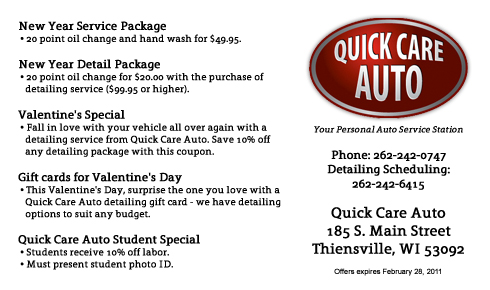 New Year Service Package
• 20 point oil change and hand wash for $49.95.
New Year Detail Package
• 20 point oil change for $20.00 with the purchase of
detailing service ($99.95 or higher).
Valentine's Special
• Fall in love with your vehicle all over again with a
detailing service from Quick Care Auto. Save 10% off
any detailing package with this coupon.
Gift cards for Valentine's Day
• This Valentine's Day, surprise the one you love with a
Quick Care Auto detailing gift card - we have detailing
options to suit any budget.
Quick Care Auto Student Special
• Students receive 10% off labor.
• Must present student photo ID.
QUICK CARE
AUTO
Your Personal Auto Service Station
Phone: 262-242-0747
Detailing Scheduling:
262-242-6415
Quick Care Auto
185 S. Main Street
Thiensville, WI 53092
Offers expires February 28, 2011